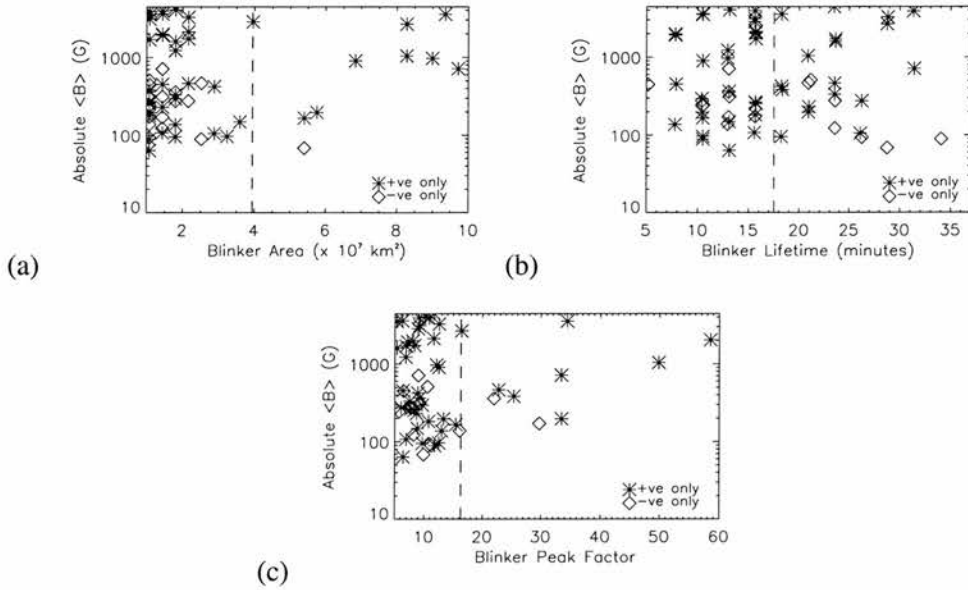 Absolute <B> (G)
1000
100
10
2
4
6
8
10
Blinker Area (x 10⁷ km²)
+ve only
−ve only
(a)
Absolute <B> (G)
1000
100
10
5
10
15
20
25
30
35
Blinker Lifetime (minutes)
+ve only
−ve only
(b)
Absolute <B> (G)
1000
100
10
10
20
30
40
50
60
Blinker Peak Factor
+ve only
−ve only
(c)